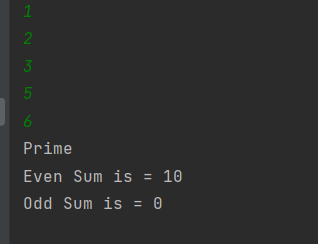 1
2
3
5
6
Prime
Even Sum is = 10
Odd Sum is = 0